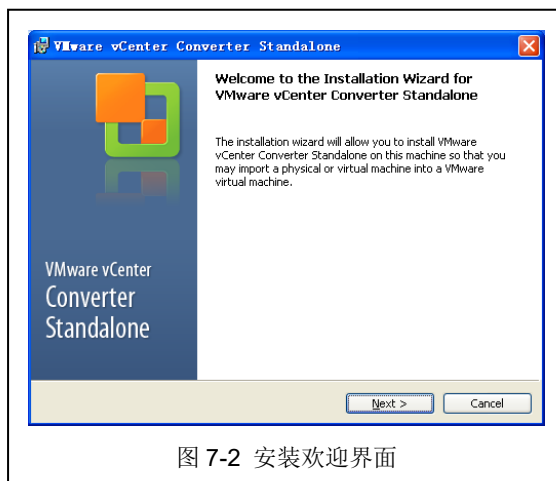 VMware vCenter Converter Standalone
Welcome to the Installation Wizard for
VMware vCenter Converter Standalone
The installation wizard will allow you to install VMware
vCenter Converter Standalone on this machine so that you
may import a physical or virtual machine into a VMware
virtual machine.
VMware vCenter
Converter
Standalone
Next >
Cancel
图 7-2 安装欢迎界面